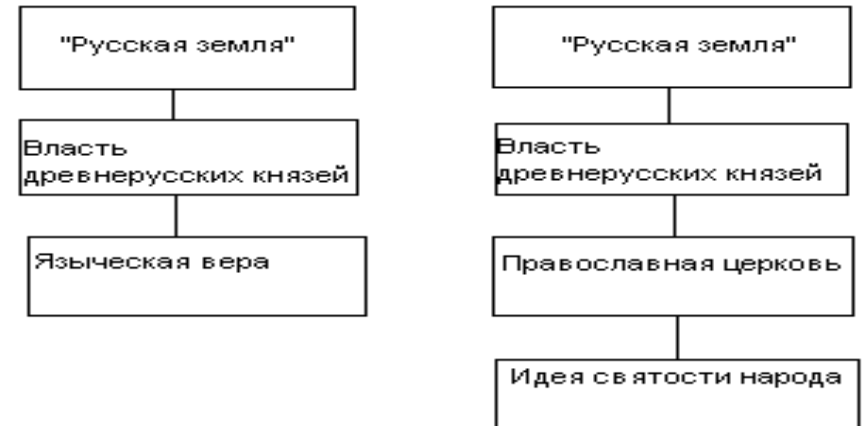 "Русская земля"
Власть
древнерусских князей
Языческая вера
"Русская земля"
Власть
древнерусских князей
Православная церковь
Идея святости народа